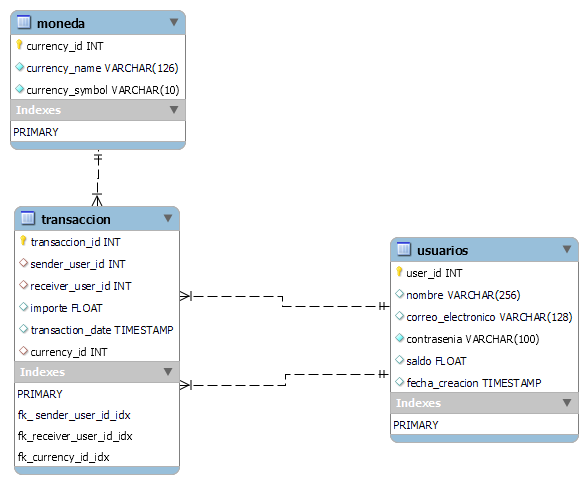 moneda
currency_id INT
currency_name VARCHAR(126)
currency_symbol VARCHAR(10)
Indexes
PRIMARY
transaccion
transaccion_id INT
sender_user_id INT
receiver_user_id INT
importe FLOAT
transaction_date TIMESTAMP
currency_id INT
Indexes
PRIMARY
fk_ sender_user_id_idx
fk_receiver_user_id_idx
fk_currency_id_idx
usuarios
user_id INT
nombre VARCHAR(256)
correo_electronico VARCHAR(128)
contrasenia VARCHAR(100)
saldo FLOAT
fecha_creacion TIMESTAMP
Indexes
PRIMARY